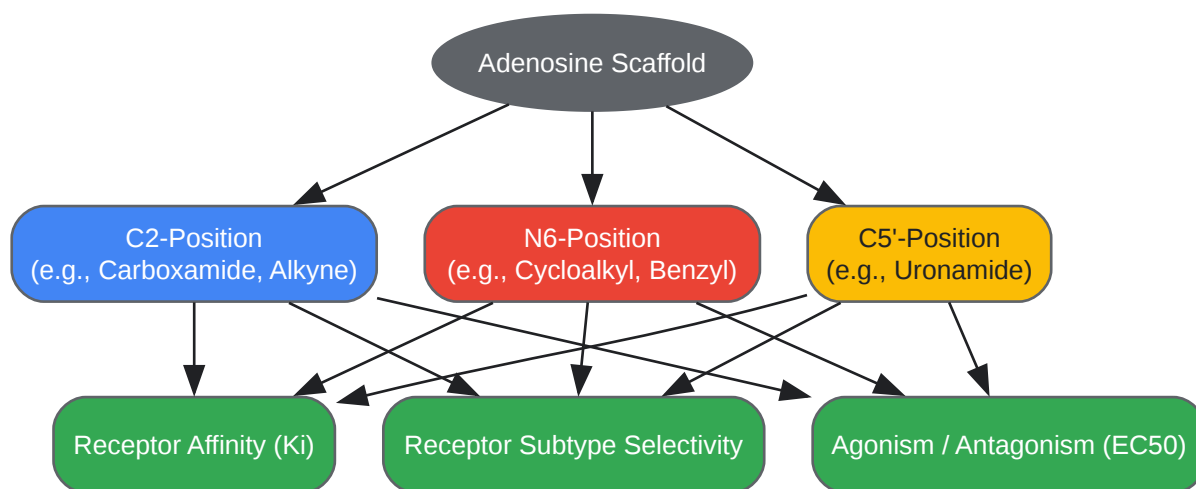 Adenosine Scaffold
C2-Position
(e.g., Carboxamide, Alkyne)
N6-Position
(e.g., Cycloalkyl, Benzyl)
C5'-Position
(e.g., Uronamide)
Receptor Affinity (Ki)
Receptor Subtype Selectivity
Agonism / Antagonism (EC50)